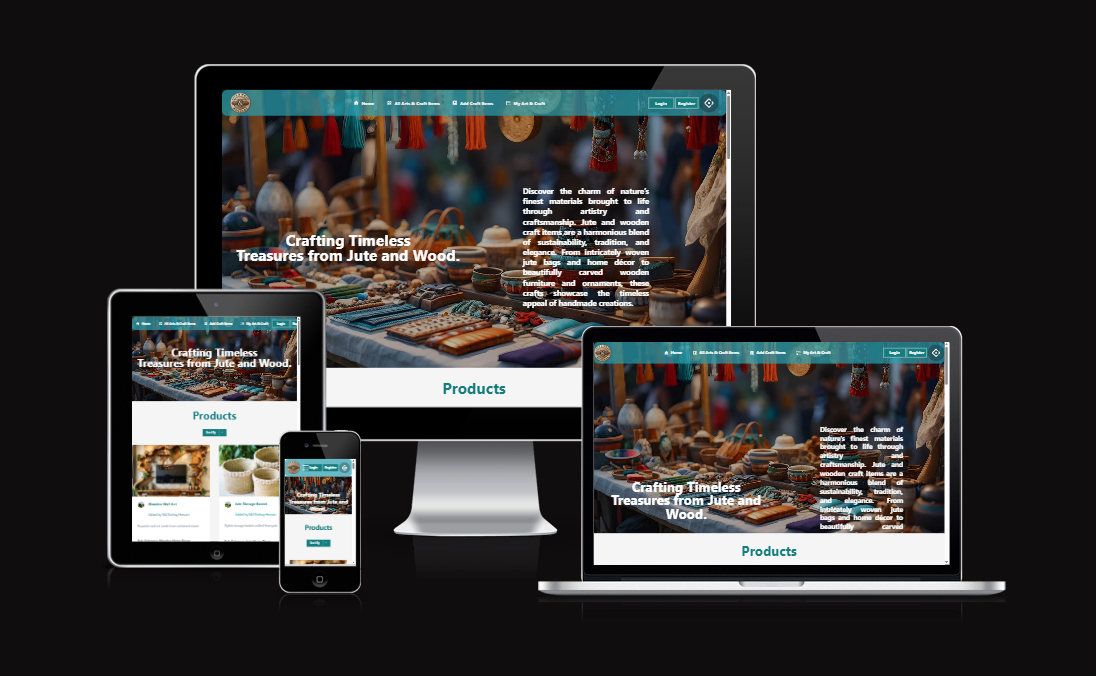 Home
All Arts & Craft Items
Add Craft Items
My Art & Craft
Login
Register
Crafting Timeless
Treasures from Jute and Wood.
Discover the charm of nature's
finest materials brought to life
through artistry and
craftsmanship. Jute and wooden
craft items are a harmonious blend
of sustainability, tradition, and
elegance. From intricately woven
jute bags and home décor to
beautifully carved wooden
furniture and ornaments, these
crafts showcase the timeless
appeal of handmade creations.
Products
Home
All Arts & Craft Items
Add Craft Items
My Art & Craft
Login
Crafting Timeless
Treasures from Jute and Wood.
Products
Sort By
Wooden Wall Art
Jute Storage Basket
Login
Register
Crafting Timeless
Treasures from Jute and
Wood.
Products
Sort By
Home
All Arts & Craft Items
Add Craft Items
My Art & Craft
Login
Register
Crafting Timeless
Treasures from Jute and
Wood.
Discover the charm of
nature's finest materials
brought to life through
artistry and
craftsmanship. Jute and
wooden craft items are a
harmonious blend of
sustainability, tradition,
and elegance. From
intricately woven jute
bags and home décor to
beautifully carved
Products